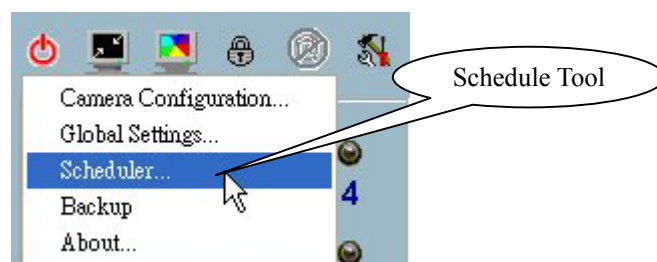 Schedule Tool
Camera Configuration...
Global Settings...
Scheduler...
4
Backup
About...